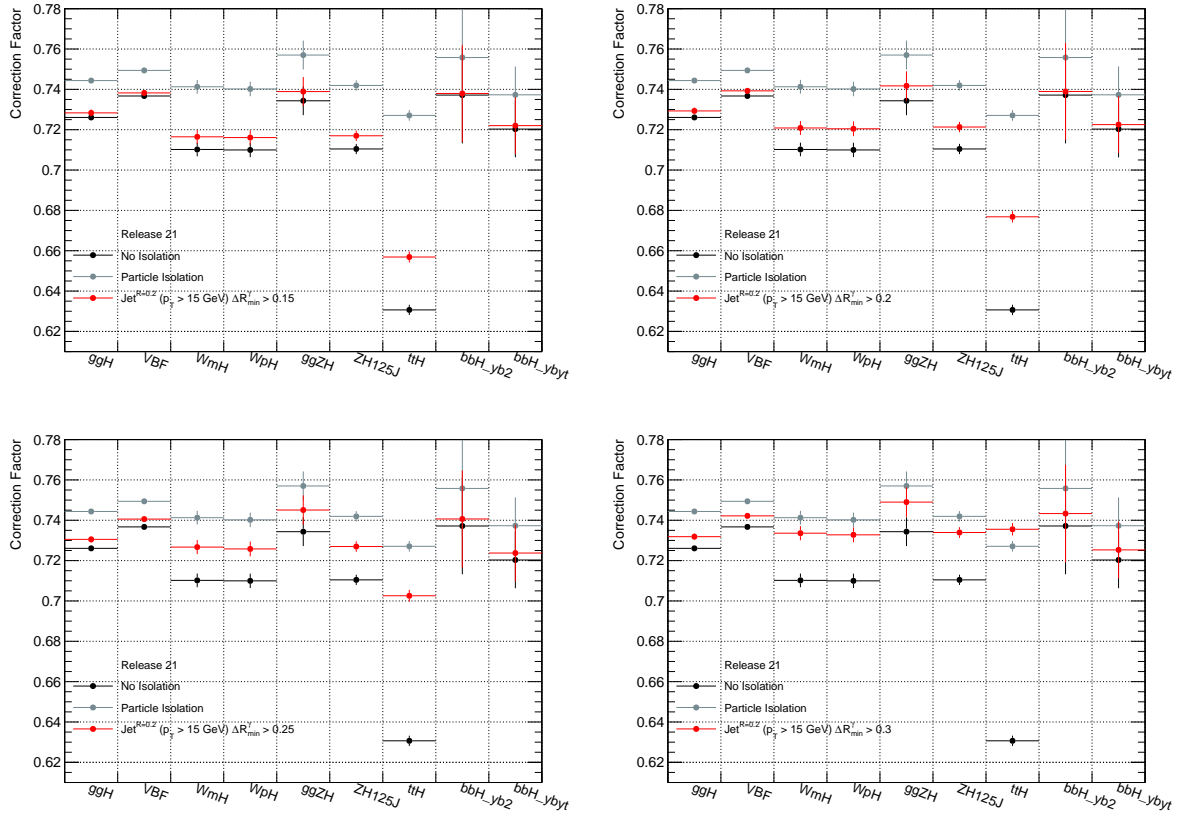 Correction Factor
0.78
0.76
0.74
0.72
0.7
0.68
0.66
0.64
0.62
Release 21
No Isolation
Particle Isolation
Jet^R=0.2 (p_T > 15 GeV) ΔR^γ_min > 0.15
ggH VBF WmH WpH ggZH ZH125J ttH bbH_yb2 bbH_ybyt
Correction Factor
0.78
0.76
0.74
0.72
0.7
0.68
0.66
0.64
0.62
Release 21
No Isolation
Particle Isolation
Jet^R=0.2 (p_T > 15 GeV) ΔR^γ_min > 0.2
ggH VBF WmH WpH ggZH ZH125J ttH bbH_yb2 bbH_ybyt
Correction Factor
0.78
0.76
0.74
0.72
0.7
0.68
0.66
0.64
0.62
Release 21
No Isolation
Particle Isolation
Jet^R=0.2 (p_T > 15 GeV) ΔR^γ_min > 0.25
ggH VBF WmH WpH ggZH ZH125J ttH bbH_yb2 bbH_ybyt
Correction Factor
0.78
0.76
0.74
0.72
0.7
0.68
0.66
0.64
0.62
Release 21
No Isolation
Particle Isolation
Jet^R=0.2 (p_T > 15 GeV) ΔR^γ_min > 0.3
ggH VBF WmH WpH ggZH ZH125J ttH bbH_yb2 bbH_ybyt